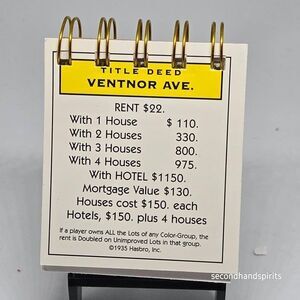 TITLE DEED
VENTNOR AVE.
RENT $22.
With 1 House $ 110.
With 2 Houses 330.
With 3 Houses 800.
With 4 Houses 975.
With HOTEL $1150.
Mortgage Value $130.
Houses cost $150. each
Hotels, $150. plus 4 houses
If a player owns ALL the Lots of any Color-Group, the
rent is Doubled on Unimproved Lots in that group.
©1935 Hasbro, Inc.
secondhandspirits